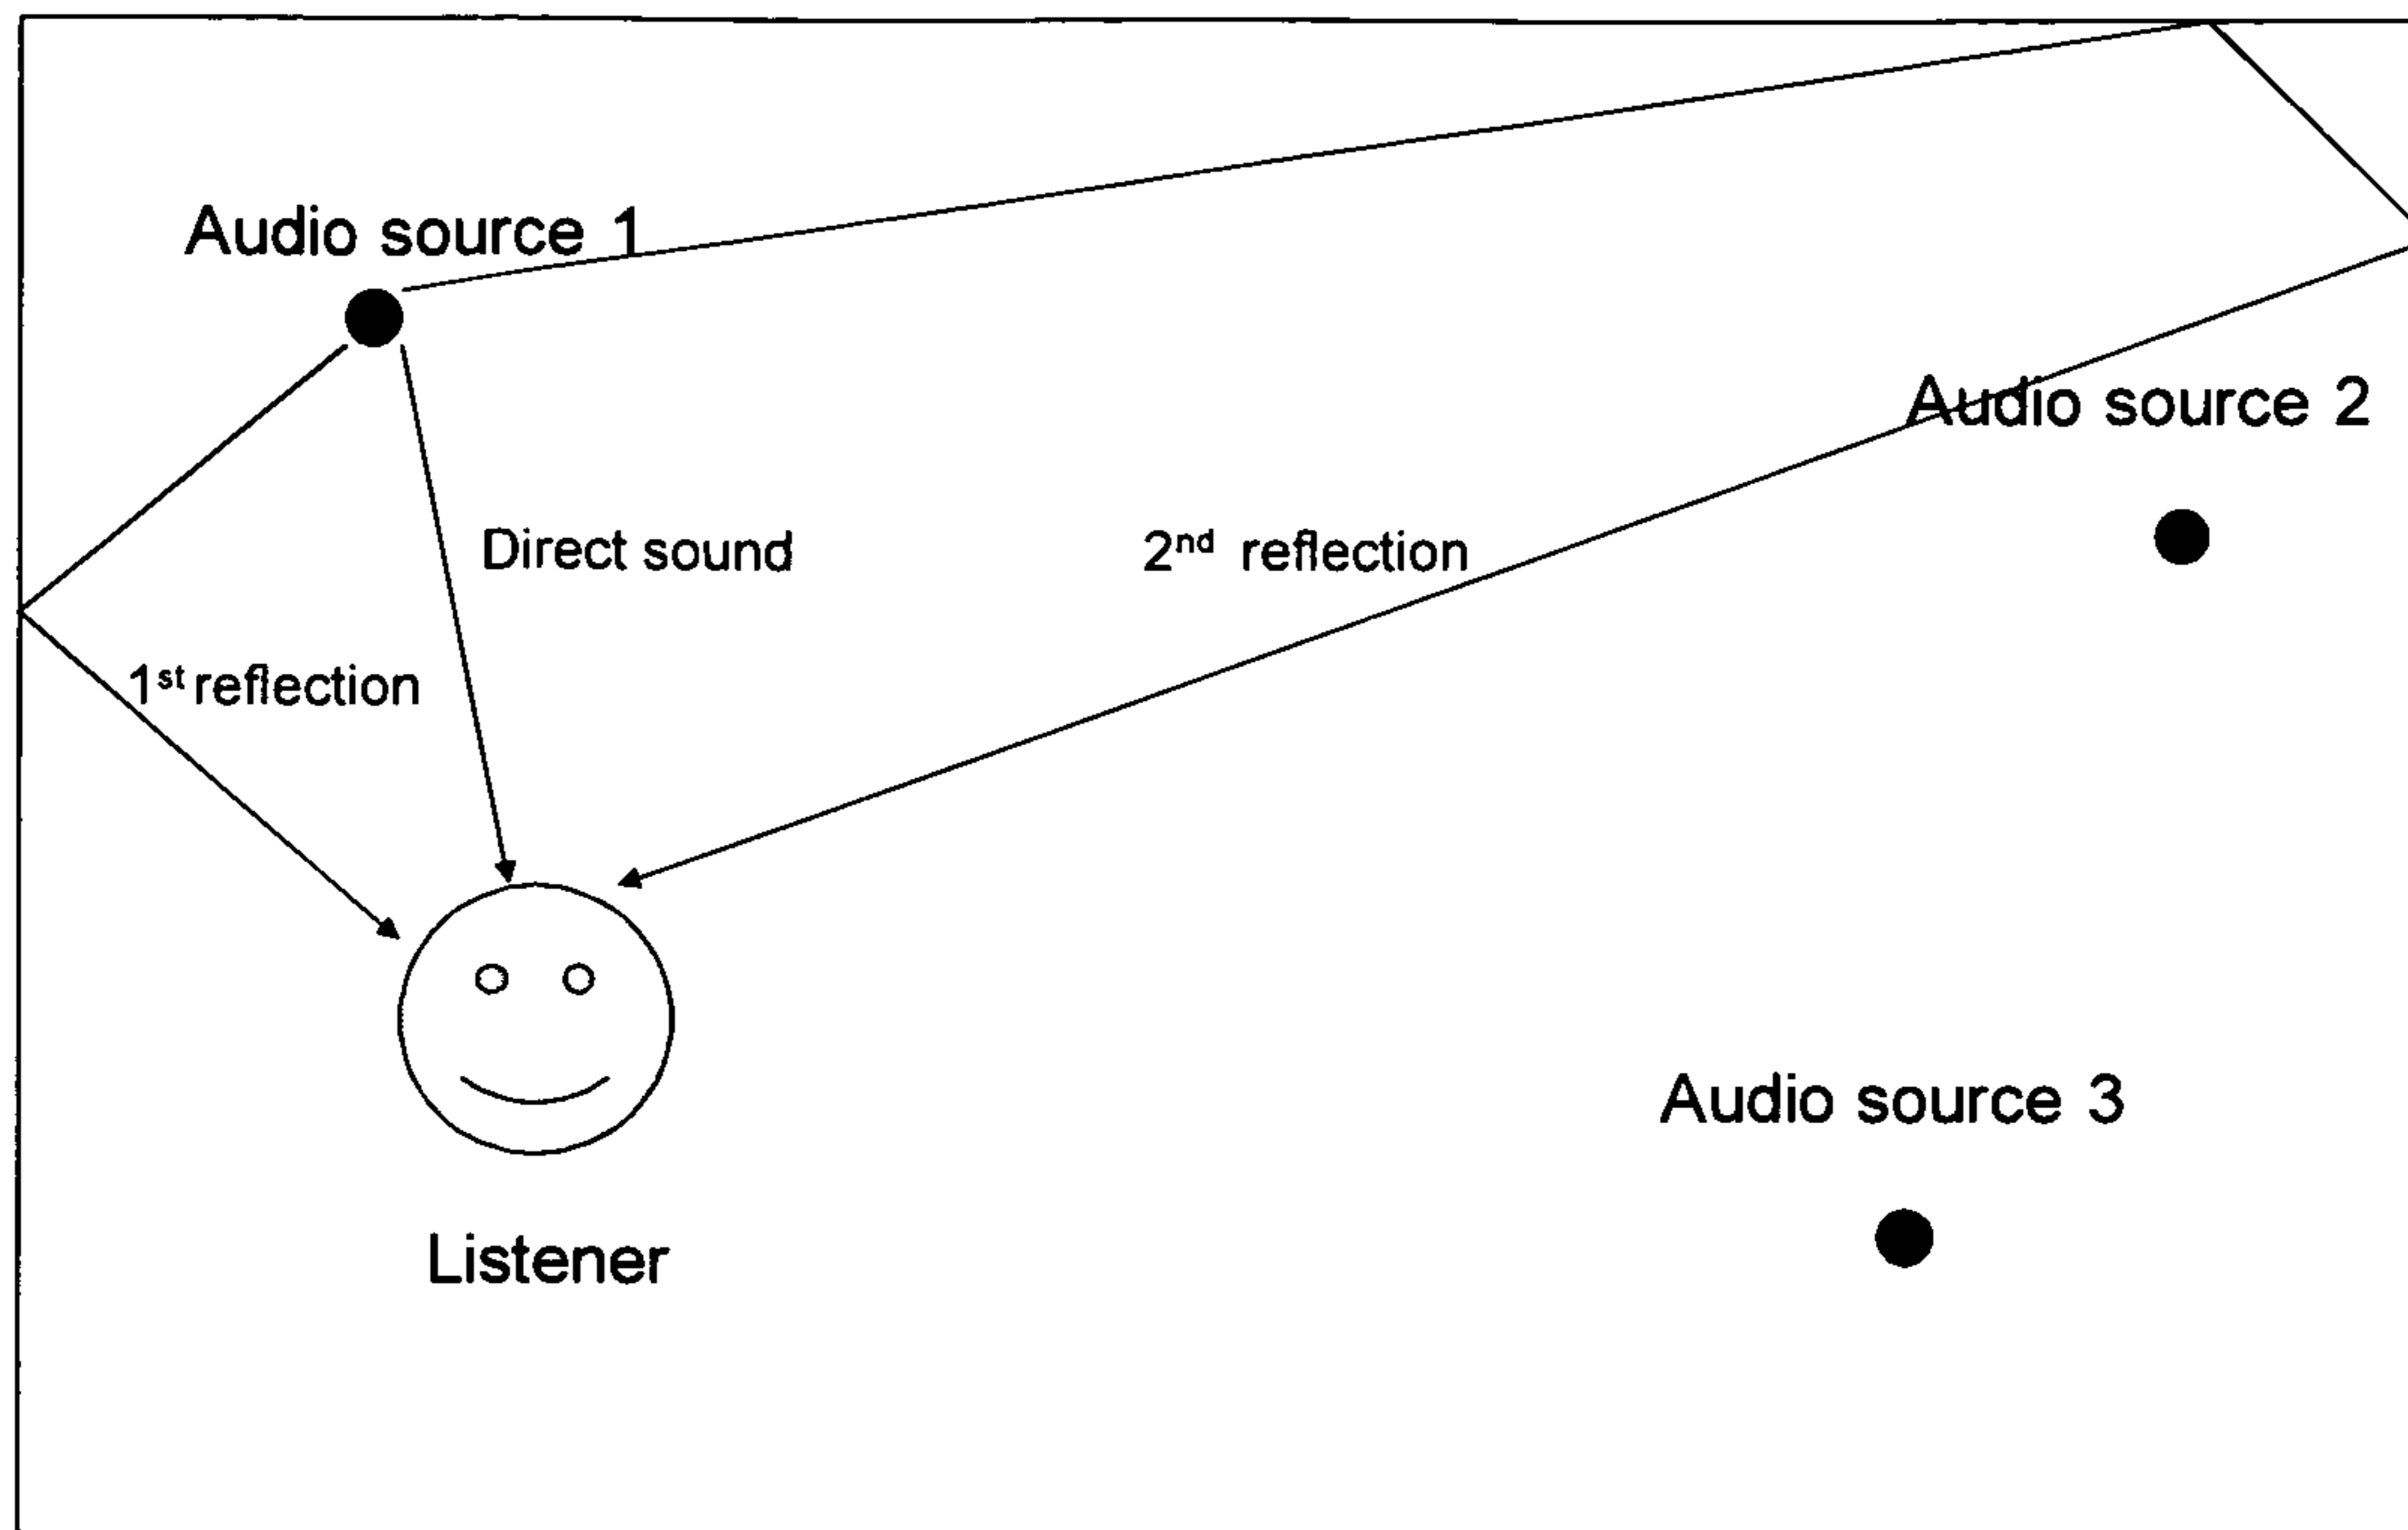 Audio source 1
Audio source 2
Direct sound
2nd reflection
1st reflection
Audio source 3
Listener